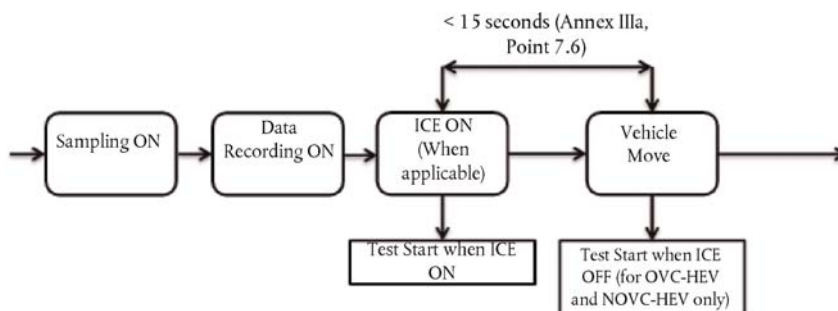 < 15 seconds (Annex IIIa,
Point 7.6)
Sampling ON
Data
Recording ON
ICE ON
(When
applicable)
Vehicle
Move
Test Start when ICE
ON
Test Start when ICE
OFF (for OVC-HEV
and NOVC-HEV only)